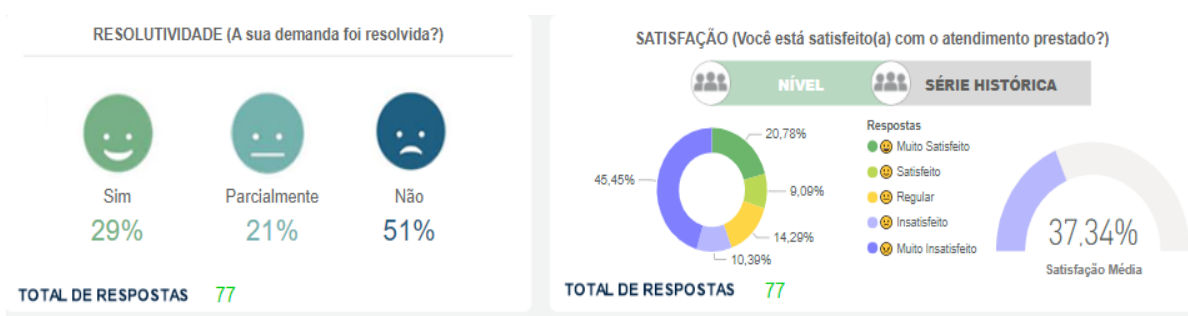 RESOLUTIVIDADE (A sua demanda foi resolvida?)
Sim
Parcialmente
Não
29%
21%
51%
TOTAL DE RESPOSTAS 77
SATISFAÇÃO (Você está satisfeito(a) com o atendimento prestado?)
NÍVEL
SÉRIE HISTÓRICA
20,78%
9,09%
14,29%
10,39%
45,45%
Respostas
Muito Satisfeito
Satisfeito
Regular
Insatisfeito
Muito Insatisfeito
37,34%
Satisfação Média
TOTAL DE RESPOSTAS 77